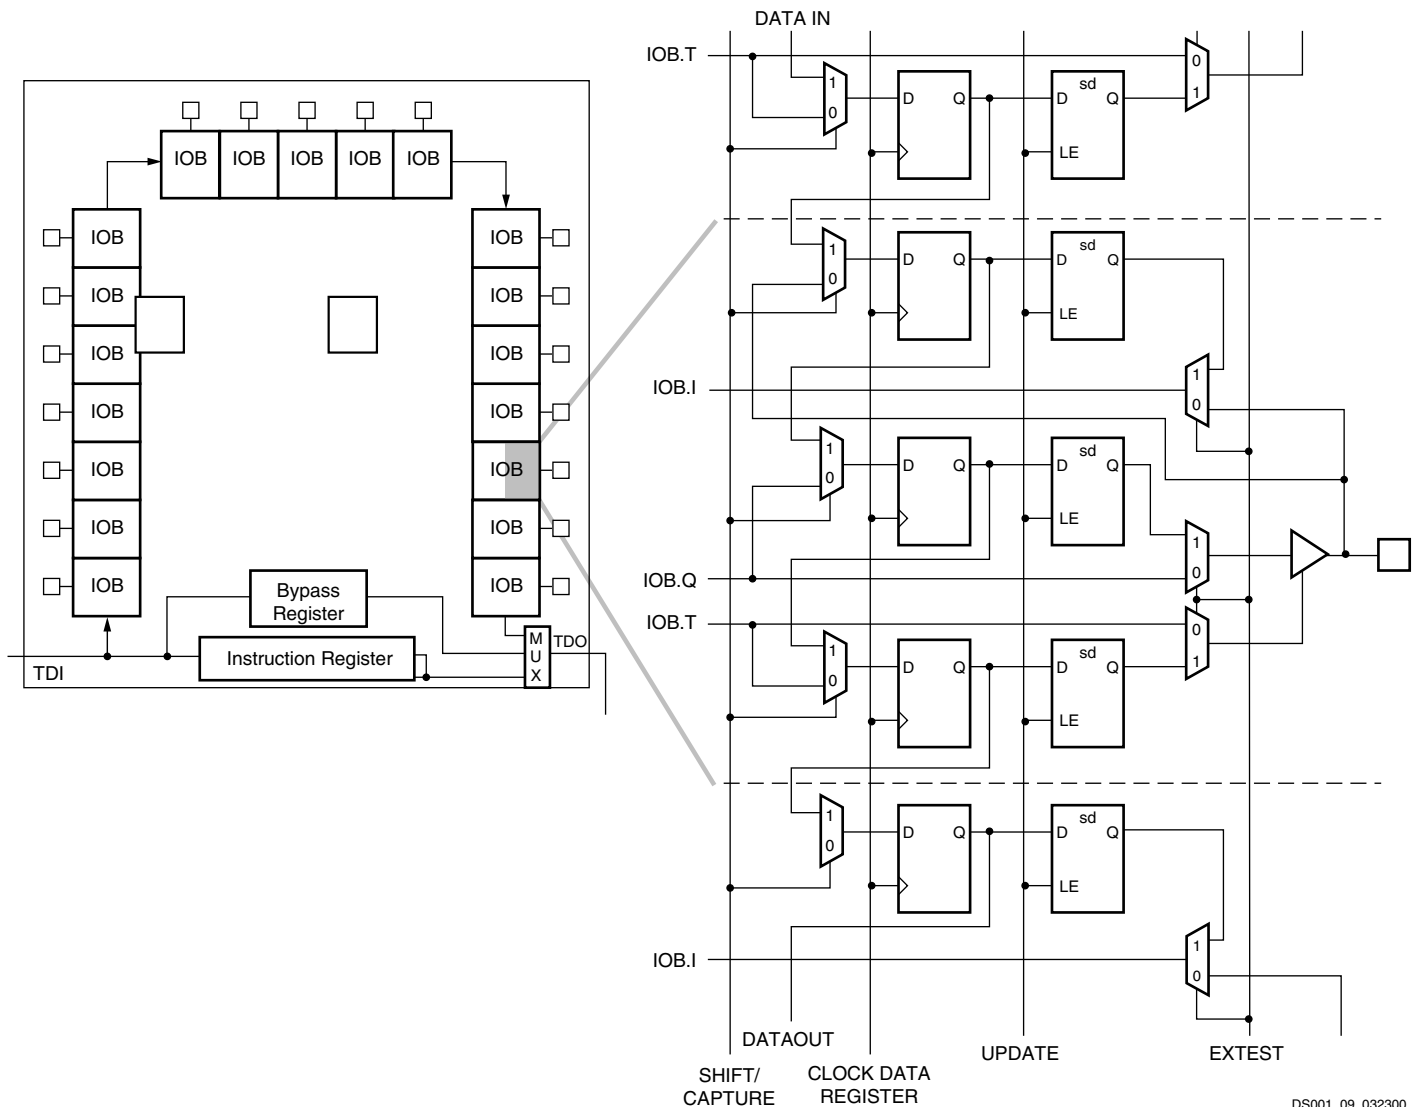 IOB IOB IOB IOB IOB
IOB
IOB
IOB
IOB
IOB
IOB
IOB
IOB
IOB
IOB
IOB
IOB
IOB
IOB
Bypass
Register
Instruction Register
M
U
X
TDI
TDO
DATA IN
IOB.T
1
0
D Q
sd
D Q
LE
0
1
1
0
D Q
sd
D Q
LE
IOB.I
1
0
1
0
D Q
sd
D Q
LE
1
0
IOB.Q
IOB.T
0
1
1
0
D Q
sd
D Q
LE
1
0
D Q
sd
D Q
LE
IOB.I
1
0
DATAOUT
SHIFT/
CAPTURE
CLOCK DATA
REGISTER
UPDATE
EXTEST
DS001_09_032300